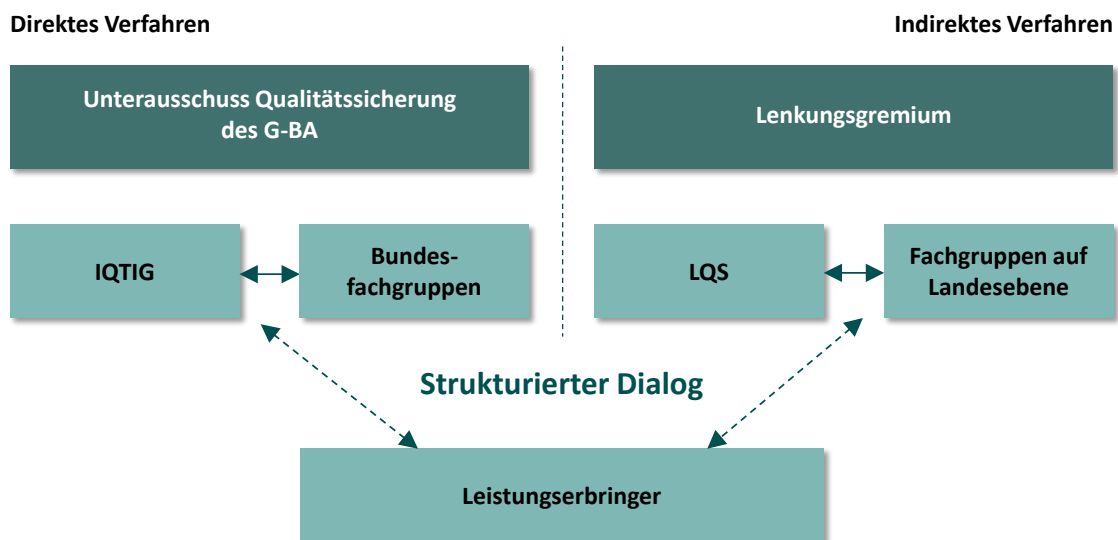 Direktes Verfahren
Indirektes Verfahren
Unterausschuss Qualitätssicherung
des G-BA
Lenkungsgremium
IQTIG
Bundes-
fachgruppen
LQS
Fachgruppen auf
Landesebene
Strukturierter Dialog
Leistungserbringer